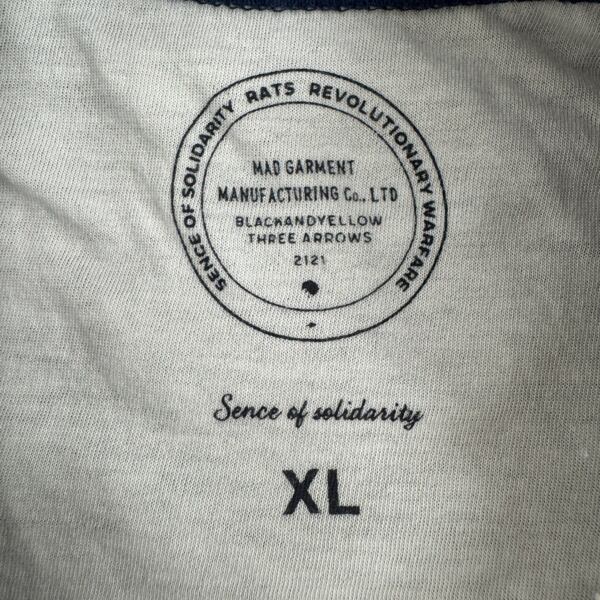 SENCE OF SOLIDARITY RATS REVOLUTIONARY WARFARE
MAD GARMENT
MANUFACTURING Co., LTD
BLACKANDYELLOW
THREE ARROWS
2121
Sence of solidarity
XL